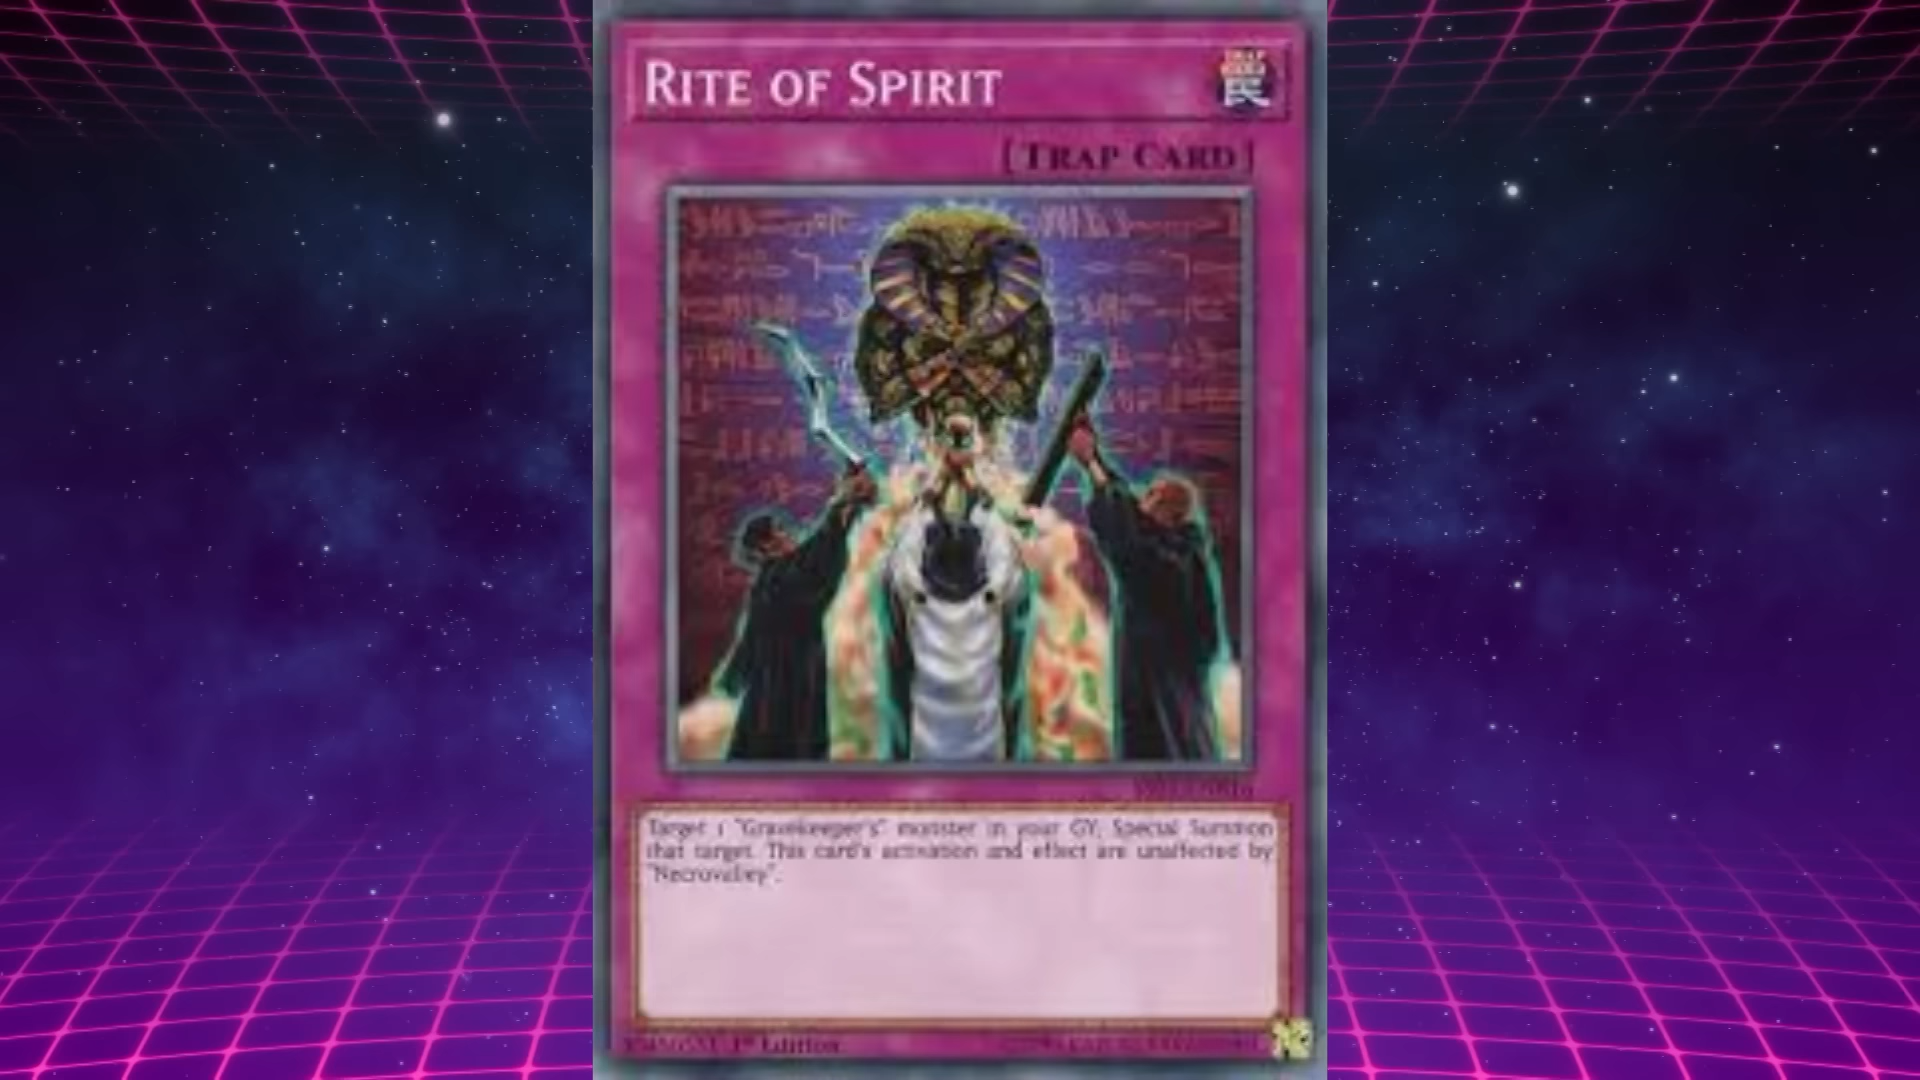 Rite of Spirit
[Trap Card]
Target 1 "Gravekeeper's" monster in your GY; Special Summon
that target. This card's activation and effect are unaffected by
"Necrovalley".
1st Edition